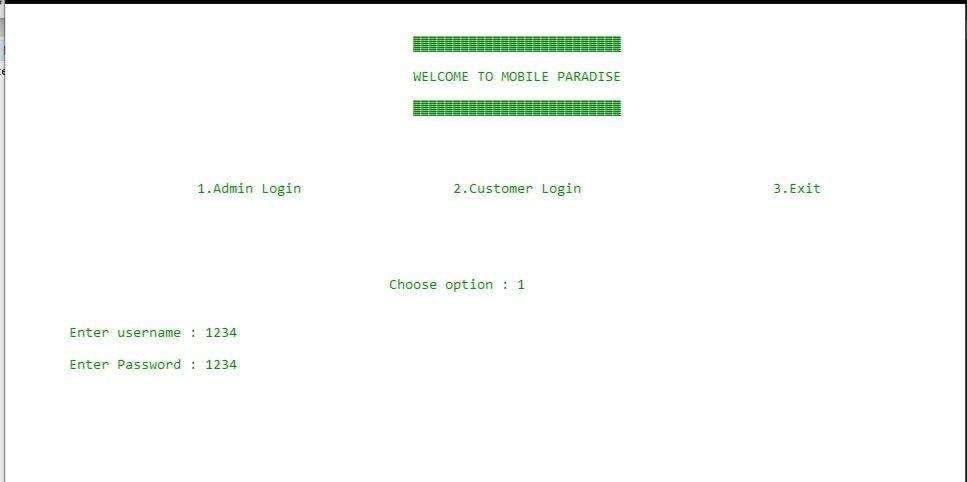 WELCOME TO MOBILE PARADISE
1.Admin Login 2.Customer Login 3.Exit
Choose option : 1
Enter username : 1234
Enter Password : 1234